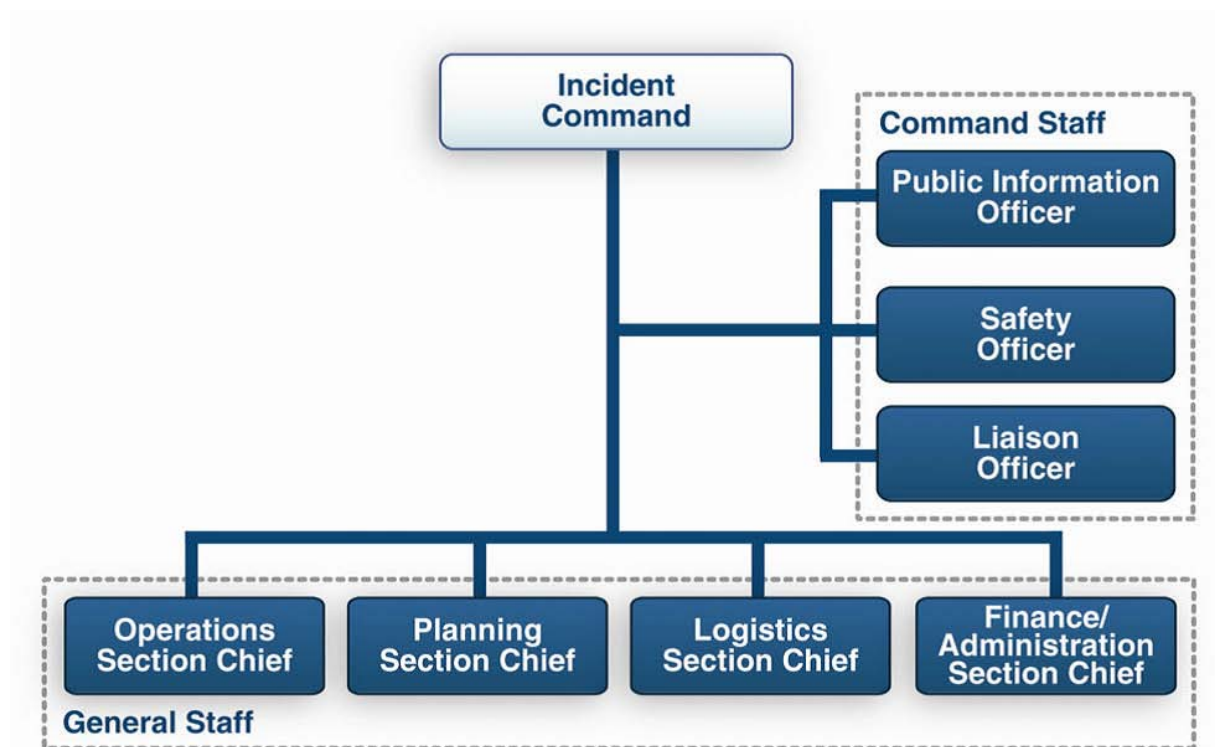 Incident
Command
Command Staff
Public Information
Officer
Safety
Officer
Liaison
Officer
Operations
Section Chief
Planning
Section Chief
Logistics
Section Chief
Finance/
Administration
Section Chief
General Staff